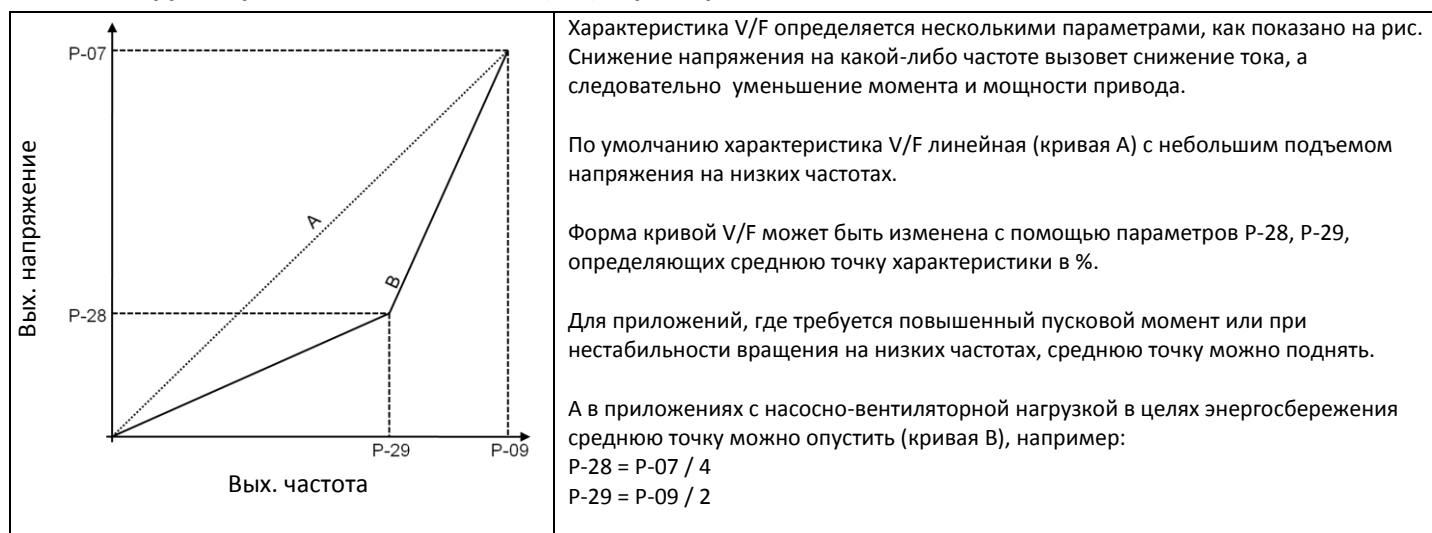 P-07
A
B
P-28
P-29
P-09
Вых. напряжение
Вых. частота
Характеристика V/F определяется несколькими параметрами, как показано на рис.
Снижение напряжения на какой-либо частоте вызовет снижение тока, а
следовательно уменьшение момента и мощности привода.
По умолчанию характеристика V/F линейная (кривая A) с небольшим подъемом
напряжения на низких частотах.
Форма кривой V/F может быть изменена с помощью параметров P-28, P-29,
определяющих среднюю точку характеристики в %.
Для приложений, где требуется повышенный пусковой момент или при
нестабильности вращения на низких частотах, среднюю точку можно поднять.
А в приложениях с насосно-вентиляторной нагрузкой в целях энергосбережения
среднюю точку можно опустить (кривая B), например:
P-28 = P-07 / 4
P-29 = P-09 / 2